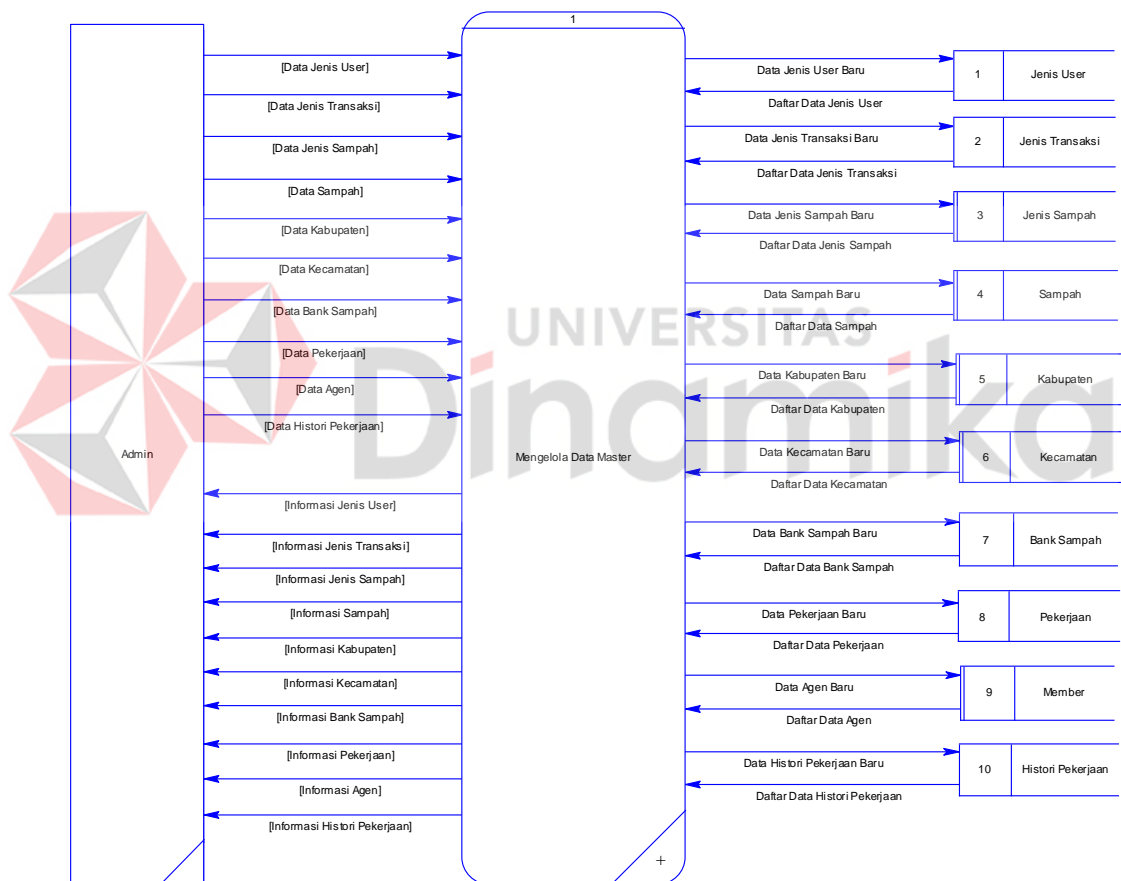 1
Admin
[Data Jenis User]
[Data Jenis Transaksi]
[Data Jenis Sampah]
[Data Sampah]
[Data Kabupaten]
[Data Kecamatan]
[Data Bank Sampah]
[Data Pekerjaan]
[Data Agen]
[Data Histori Pekerjaan]
[Informasi Jenis User]
[Informasi Jenis Transaksi]
[Informasi Jenis Sampah]
[Informasi Sampah]
[Informasi Kabupaten]
[Informasi Kecamatan]
[Informasi Bank Sampah]
[Informasi Pekerjaan]
[Informasi Agen]
[Informasi Histori Pekerjaan]
Mengelola Data Master
+
Data Jenis User Baru
Daftar Data Jenis User
1 Jenis User
Data Jenis Transaksi Baru
Daftar Data Jenis Transaksi
2 Jenis Transaksi
Data Jenis Sampah Baru
Daftar Data Jenis Sampah
3 Jenis Sampah
Data Sampah Baru
Daftar Data Sampah
4 Sampah
Data Kabupaten Baru
Daftar Data Kabupaten
5 Kabupaten
Data Kecamatan Baru
Daftar Data Kecamatan
6 Kecamatan
Data Bank Sampah Baru
Daftar Data Bank Sampah
7 Bank Sampah
Data Pekerjaan Baru
Daftar Data Pekerjaan
8 Pekerjaan
Data Agen Baru
Daftar Data Agen
9 Member
Data Histori Pekerjaan Baru
Daftar Data Histori Pekerjaan
10 Histori Pekerjaan
UNIVERSITAS
Dinamika